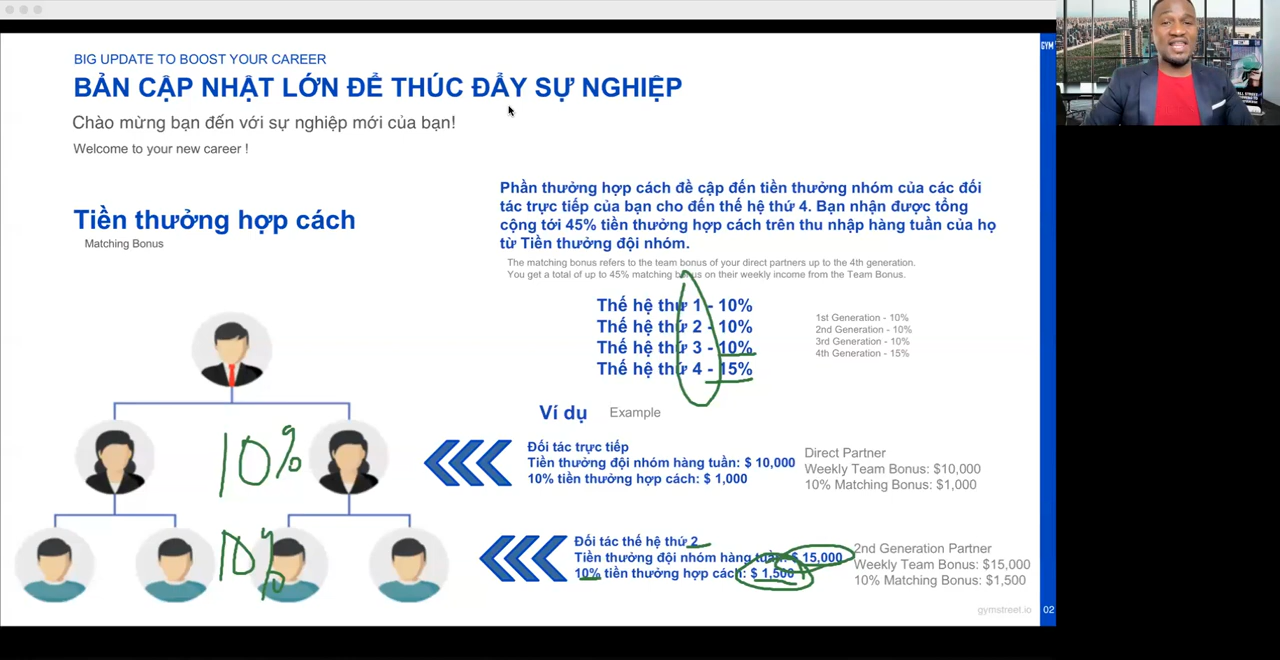 BIG UPDATE TO BOOST YOUR CAREER
BẢN CẬP NHẬT LỚN ĐỂ THÚC ĐẨY SỰ NGHIỆP
Chào mừng bạn đến với sự nghiệp mới của bạn!
Welcome to your new career !
Tiền thưởng hợp cách
Matching Bonus
Phần thưởng hợp cách đề cập đến tiền thưởng nhóm của các đối
tác trực tiếp của bạn cho đến thế hệ thứ 4. Bạn nhận được tổng
cộng tới 45% tiền thưởng hợp cách trên thu nhập hàng tuần của họ
từ Tiền thưởng đội nhóm.
The matching bonus refers to the team bonus of your direct partners up to the 4th generation.
You get a total of up to 45% matching bonus on their weekly income from the Team Bonus.
Thế hệ thứ 1 - 10%
Thế hệ thứ 2 - 10%
Thế hệ thứ 3 - 10%
Thế hệ thứ 4 - 15%
1st Generation - 10%
2nd Generation - 10%
3rd Generation - 10%
4th Generation - 15%
Ví dụ Example
10%
Đối tác trực tiếp
Tiền thưởng đội nhóm hàng tuần: $ 10,000
10% tiền thưởng hợp cách: $ 1,000
Direct Partner
Weekly Team Bonus: $10,000
10% Matching Bonus: $1,000
10%
Đối tác thế hệ thứ 2
Tiền thưởng đội nhóm hàng tuần: $ 15,000
10% tiền thưởng hợp cách: $ 1,500
2nd Generation Partner
Weekly Team Bonus: $15,000
10% Matching Bonus: $1,500
gymstreet.io 02
GYM